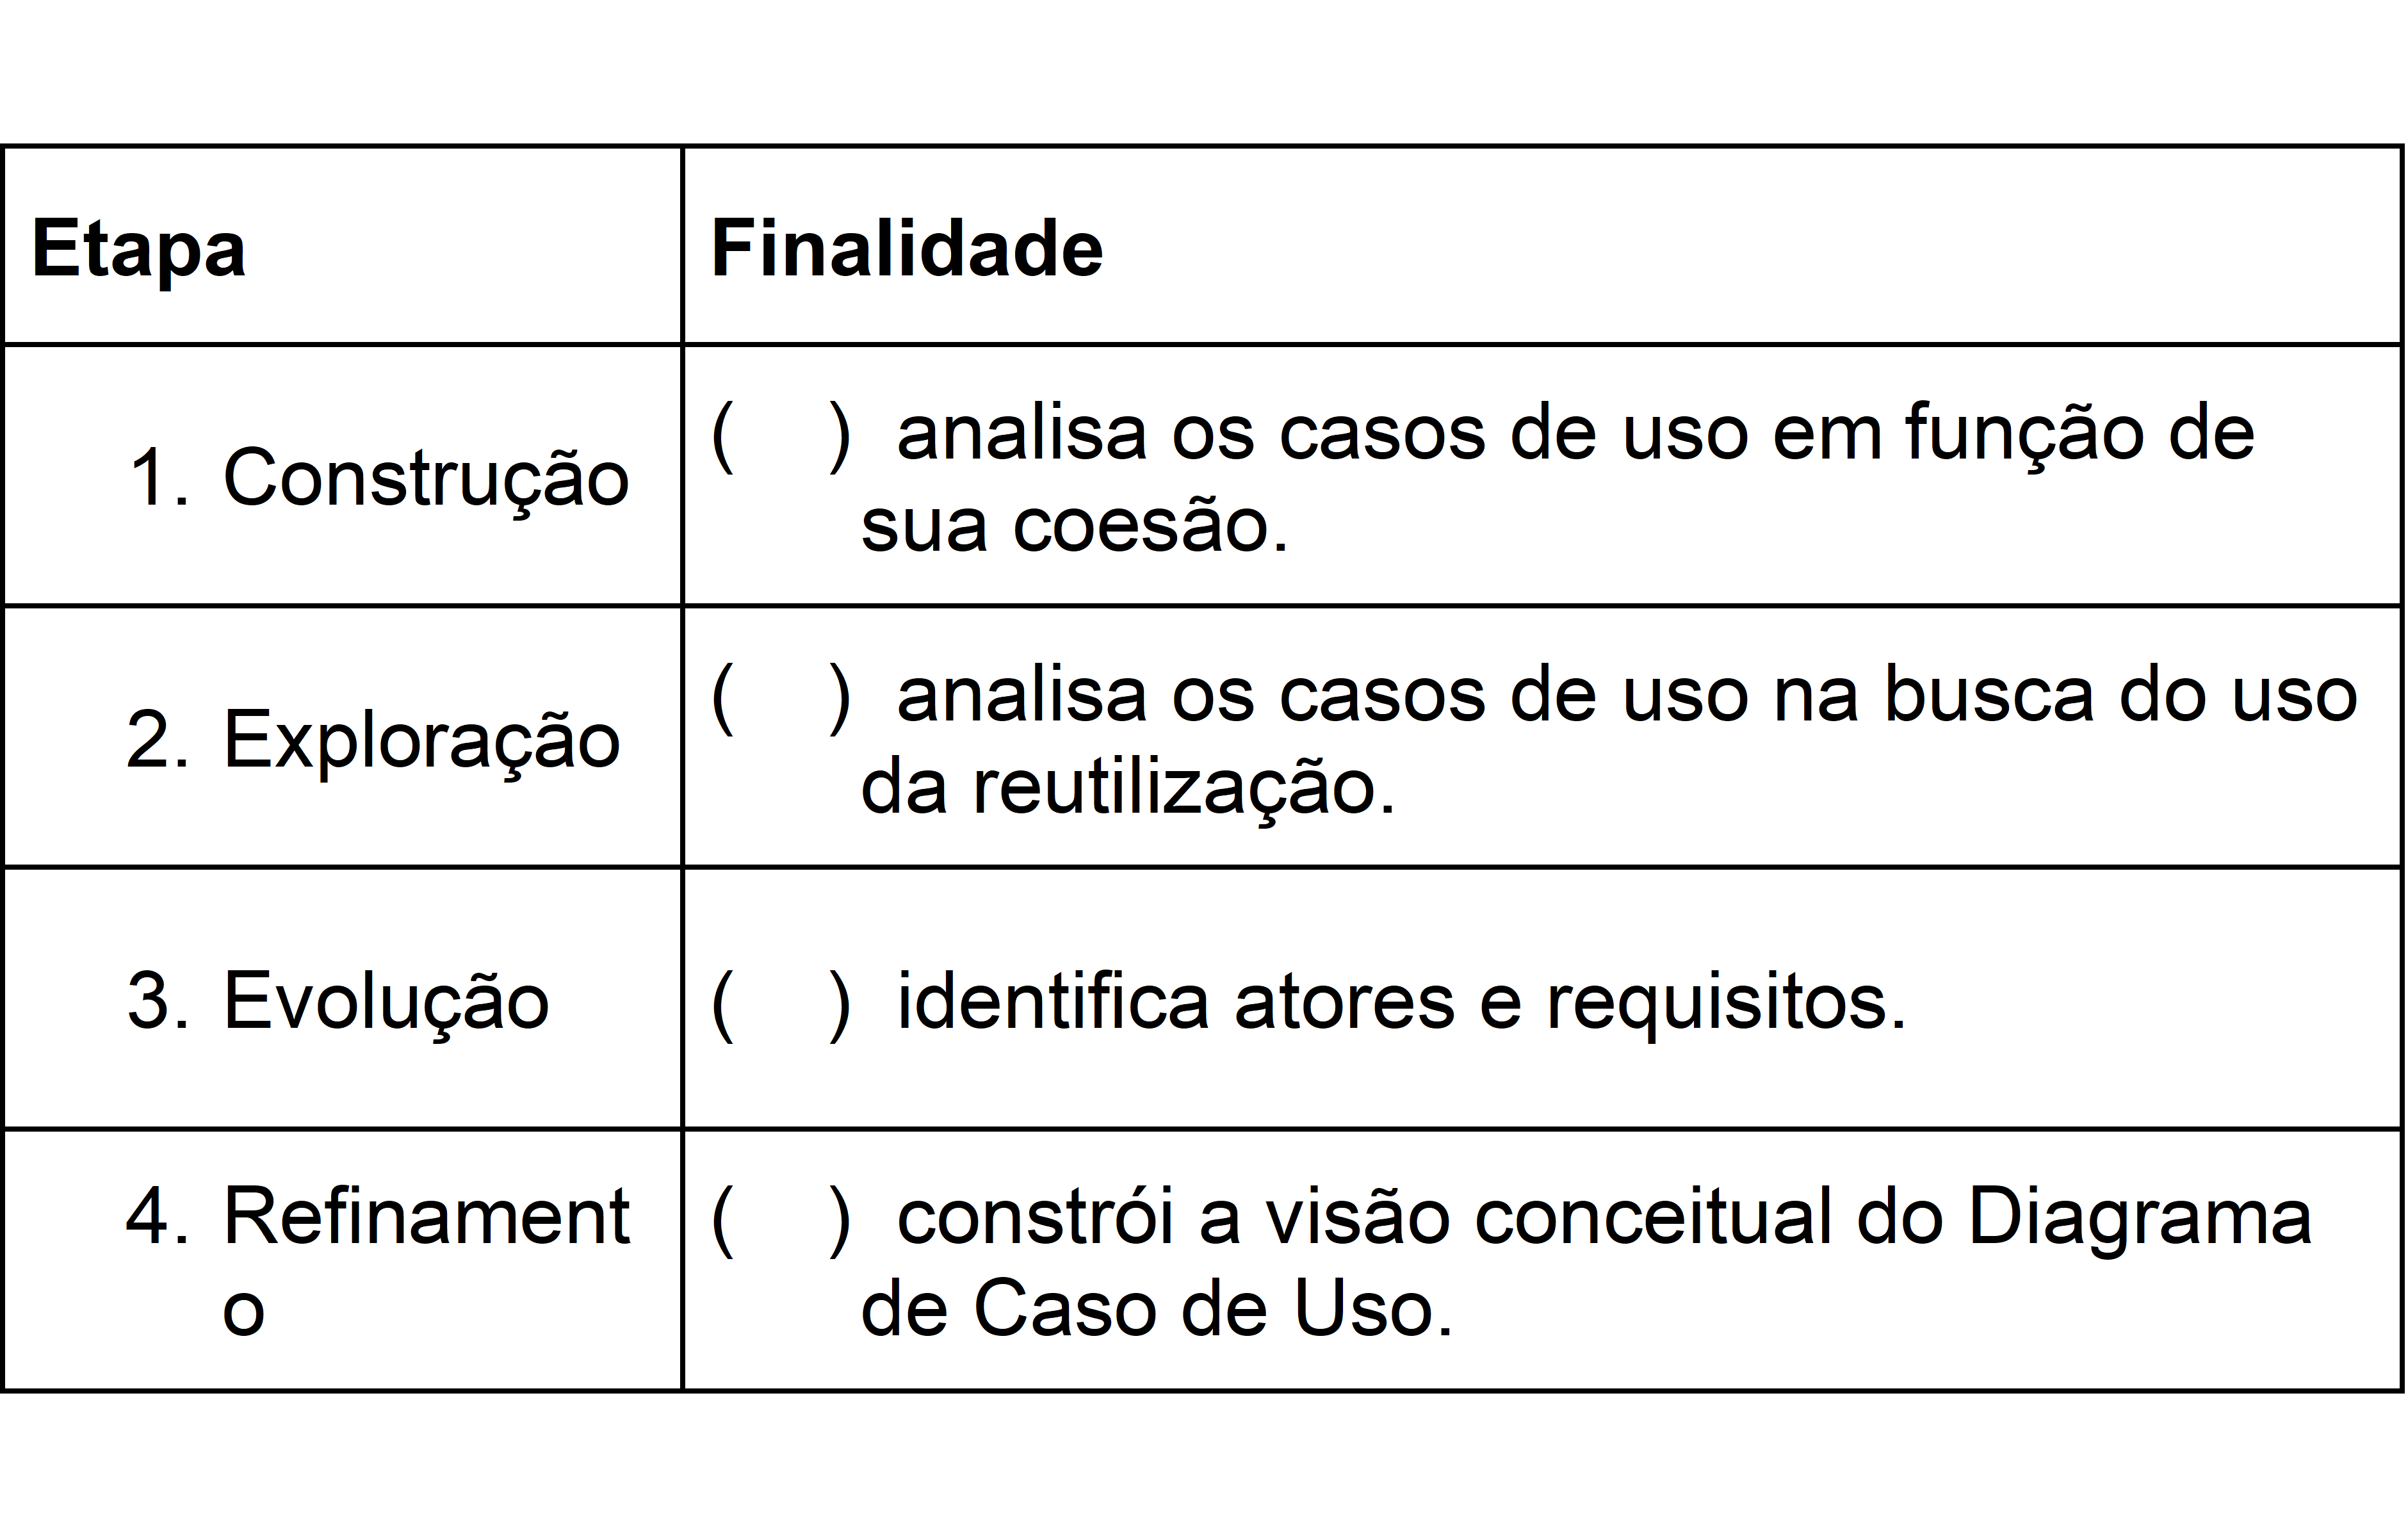 Etapa
Finalidade
1. Construção
( ) analisa os casos de uso em função de
sua coesão.
2. Exploração
( ) analisa os casos de uso na busca do uso
da reutilização.
3. Evolução
( ) identifica atores e requisitos.
4. Refinament
o
( ) constrói a visão conceitual do Diagrama
de Caso de Uso.